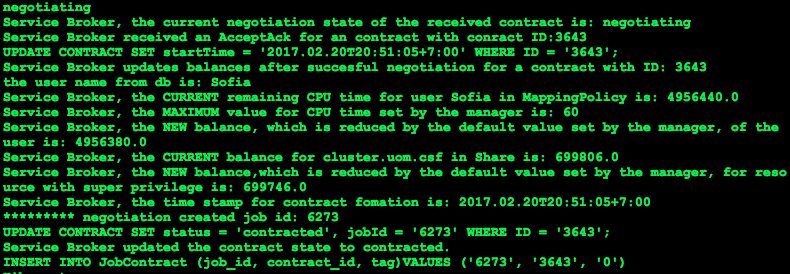 negotiating
Service Broker, the current negotiation state of the received contract is: negotiating
Service Broker received an AcceptAck for an contract with conract ID:3643
UPDATE CONTRACT SET startTime = '2017.02.20T20:51:05+7:00' WHERE ID = '3643';
Service Broker updates balances after succesful negotiation for a contract with ID: 3643
the user name from db is: Sofia
Service Broker, the CURRENT remaining CPU time for user Sofia in MappingPolicy is: 4956440.0
Service Broker, the MAXIMUM value for CPU time set by the manager is: 60
Service Broker, the NEW balance, which is reduced by the default value set by the manager, of the
user is: 4956380.0
Service Broker, the CURRENT balance for cluster.uom.csf in Share is: 699806.0
Service Broker, the NEW balance,which is reduced by the default value set by the manager, for reso
urce with super privilege is: 699746.0
Service Broker, the time stamp for contract fomation is: 2017.02.20T20:51:05+7:00
********* negotiation created job id: 6273
UPDATE CONTRACT SET status = 'contracted', jobId = '6273' WHERE ID = '3643';
Service Broker updated the contract state to contracted.
INSERT INTO JobContract (job_id, contract_id, tag)VALUES ('6273', '3643', '0')